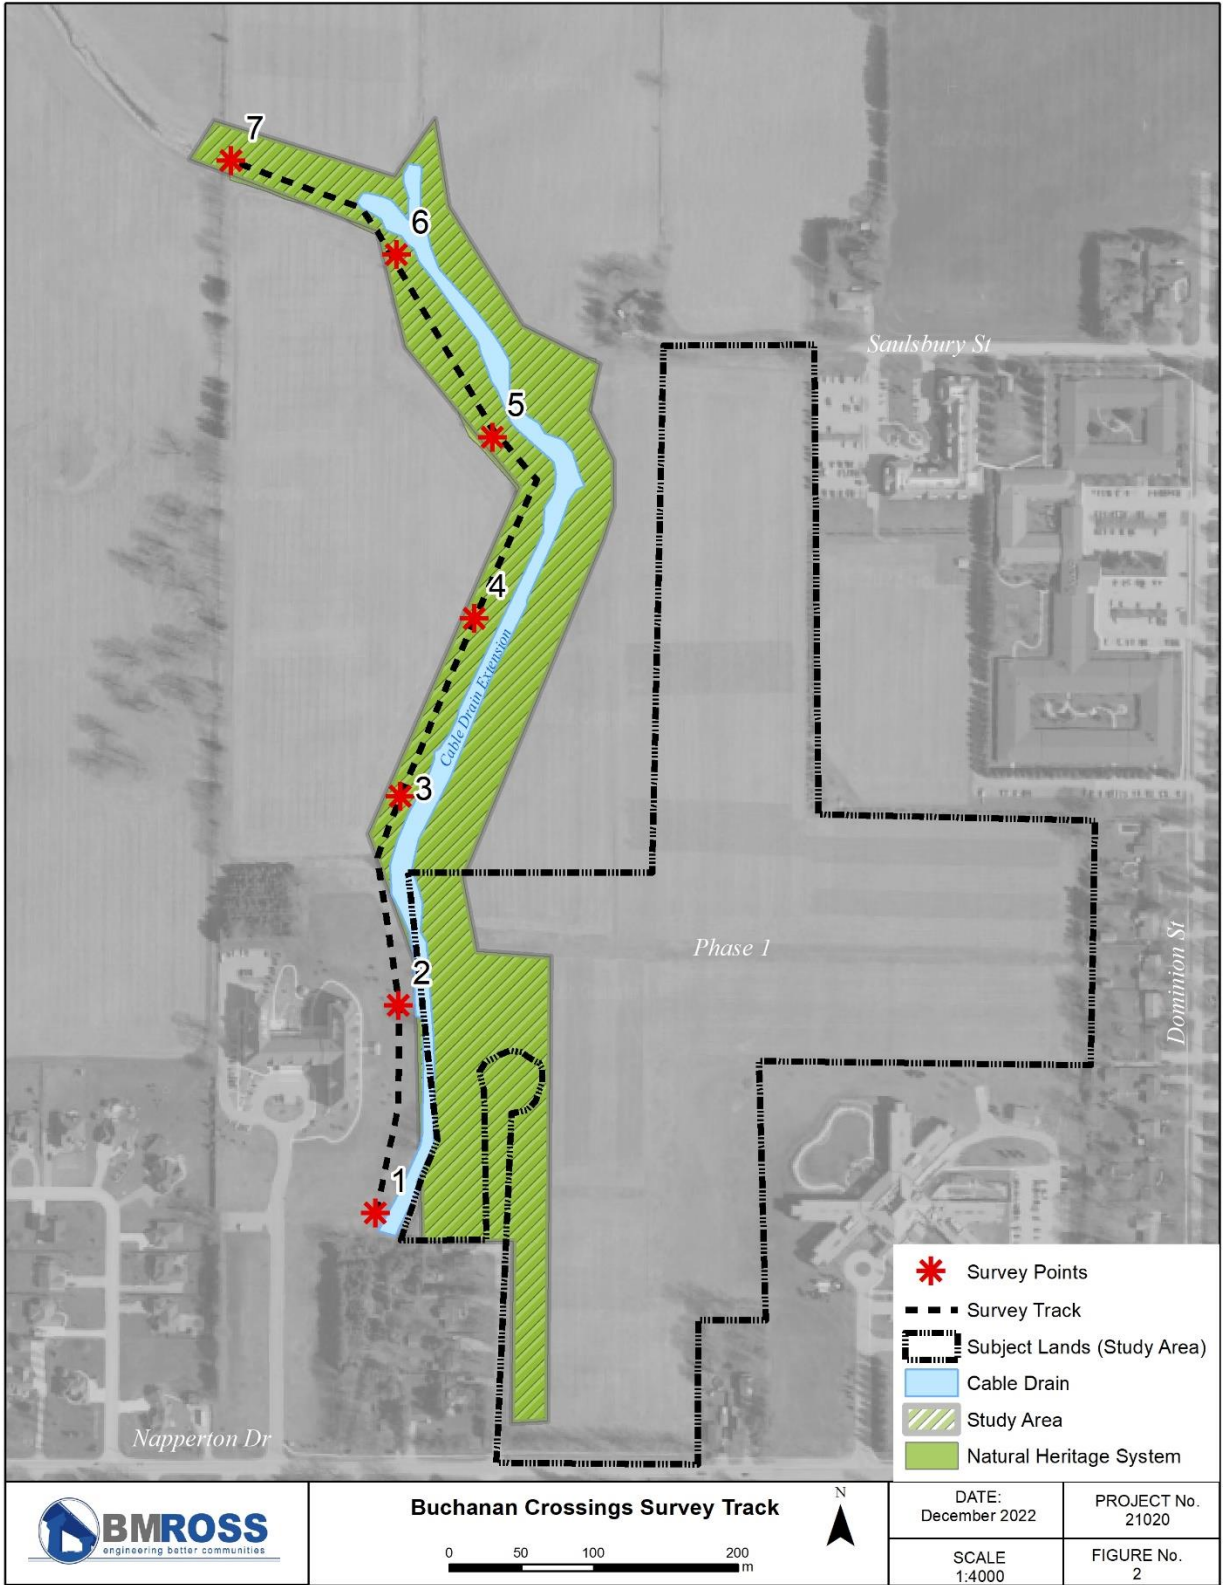 7
6
Saulsbury St
5
4
Cable Drain Extension
3
Phase 1
2
Dominion St
1
Survey Points
Survey Track
Subject Lands (Study Area)
Cable Drain
Study Area
Natural Heritage System
Napperton Dr
BMROSS
engineering better communities
Buchanan Crossings Survey Track
0 50 100 200
m
N
DATE:
December 2022
PROJECT No.
21020
SCALE
1:4000
FIGURE No.
2